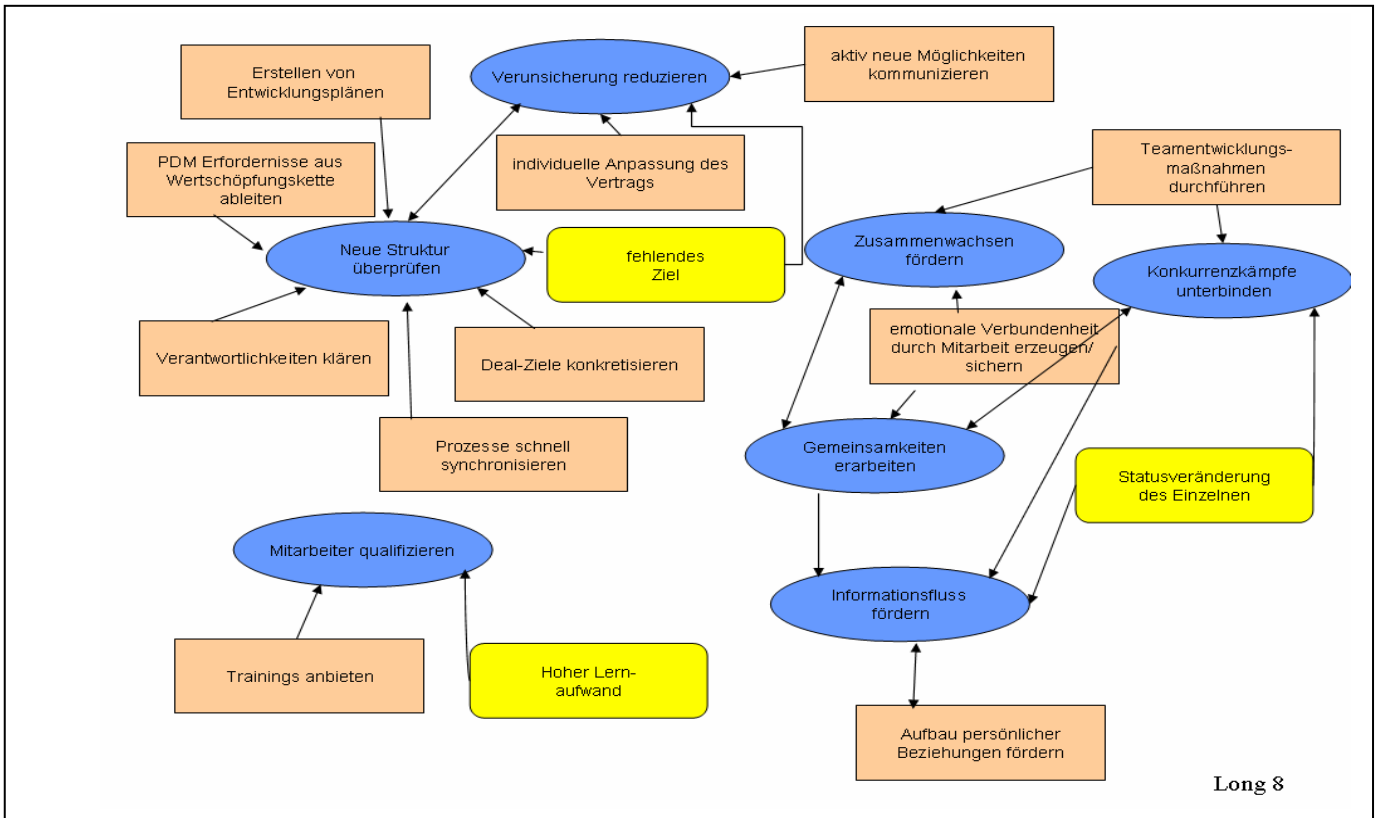 Erstellen von
Entwicklungsplänen
Verunsicherung reduzieren
aktiv neue Möglichkeiten
kommunizieren
PDM Erfordernisse aus
Wertschöpfungskette
ableiten
individuelle Anpassung des
Vertrags
Teamentwicklungs-
maßnahmen
durchführen
Neue Struktur
überprüfen
fehlendes
Ziel
Zusammenwachsen
fördern
Konkurrenzkämpfe
unterbinden
Verantwortlichkeiten klären
Deal-Ziele konkretisieren
emotionale Verbundenheit
durch Mitarbeit erzeugen/
sichern
Prozesse schnell
synchronisieren
Gemeinsamkeiten
erarbeiten
Statusveränderung
des Einzelnen
Mitarbeiter qualifizieren
Informationsfluss
fördern
Trainings anbieten
Hoher Lern-
aufwand
Aufbau persönlicher
Beziehungen fördern
Long 8